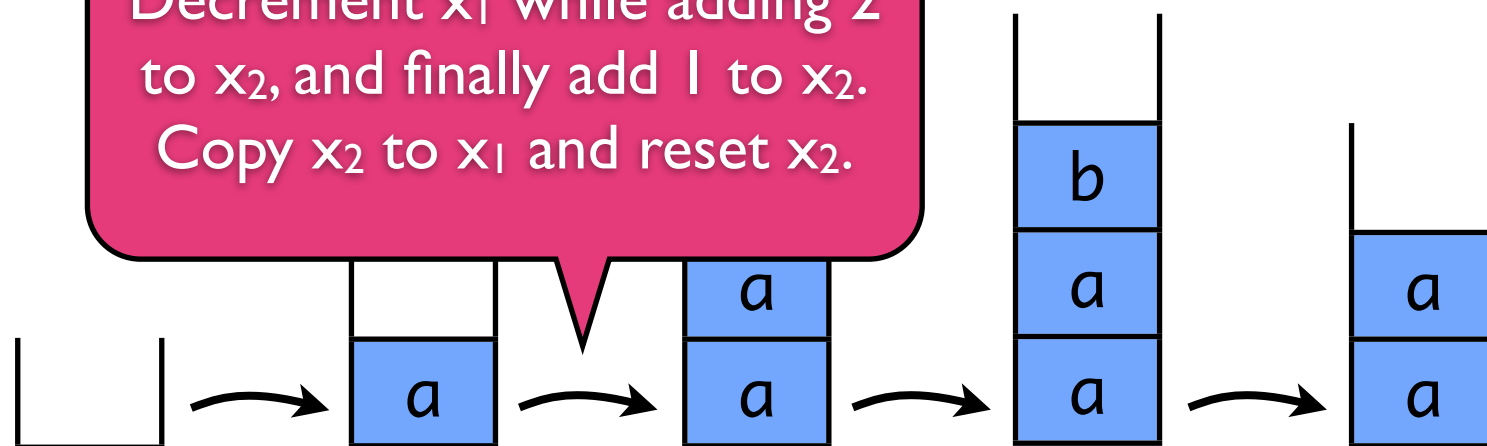 Decrement x₁ while adding 2
to x₂, and finally add 1 to x₂.
Copy x₂ to x₁ and reset x₂.
b
a
a
a
a
a
a
a